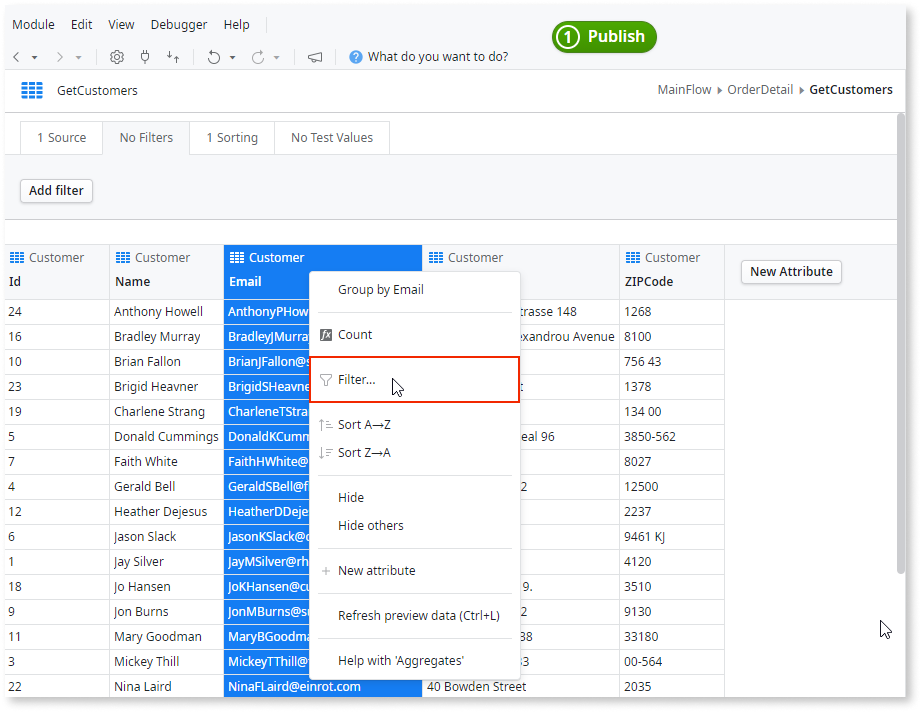 Module Edit View Debugger Help
1 Publish
? What do you want to do?
GetCustomers
MainFlow OrderDetail GetCustomers
1 Source No Filters 1 Sorting No Test Values
Add filter
Customer Customer Customer Customer Customer
Id Name Email ZIPCode
New Attribute
24 Anthony Howell AnthonyPHow trasse 148 1268
16 Bradley Murray BradleyJMurra exandrou Avenue 8100
10 Brian Fallon BrianJFallon@s 756 43
23 Brigid Heavner BrigidSHeavne t 1378
19 Charlene Strang CharleneTStra 134 00
5 Donald Cummings DonaldKCumm eal 96 3850-562
7 Faith White FaithHWhite@ 8027
4 Gerald Bell GeraldSBell@f 2 12500
12 Heather Dejesus HeatherDDeje 2237
6 Jason Slack JasonKSlack@ 9461 KJ
1 Jay Silver JayMSilver@rh 4120
18 Jo Hansen JoKHansen@cu 9. 3510
9 Jon Burns JonMBurns@s 2 9130
11 Mary Goodman MaryBGoodma 38 33180
3 Mickey Thill MickeyTThill@ 33 00-564
22 Nina Laird NinaFLaird@einrot.com 40 Bowden Street 2035
Group by Email
fx Count
Filter...
Sort A→Z
Sort Z→A
Hide
Hide others
New attribute
Refresh preview data (Ctrl+L)
Help with 'Aggregates'